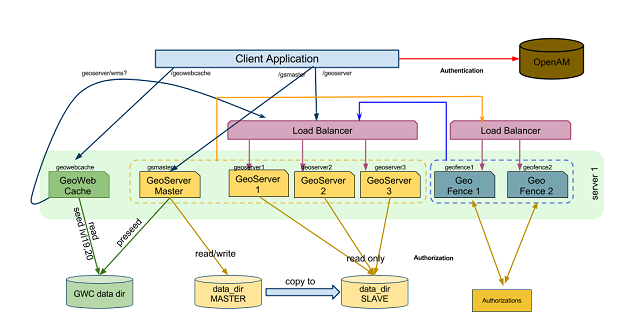 Client Application
OpenAM
Authentication
geoserver/wms?
/geowebcache
/gsmaster
/geoserver
Load Balancer
Load Balancer
geowebcache
gsmaster
geoserver1
geoserver2
geoserver3
geofence1
geofence2
GeoWeb
Cache
GeoServer
Master
GeoServer
1
GeoServer
2
GeoServer
3
Geo
Fence 1
Geo
Fence 2
server 1
read
seed lvl19,20
preseed
read/write
read only
Authorization
GWC data dir
data_dir
MASTER
copy to
data_dir
SLAVE
Authorizations